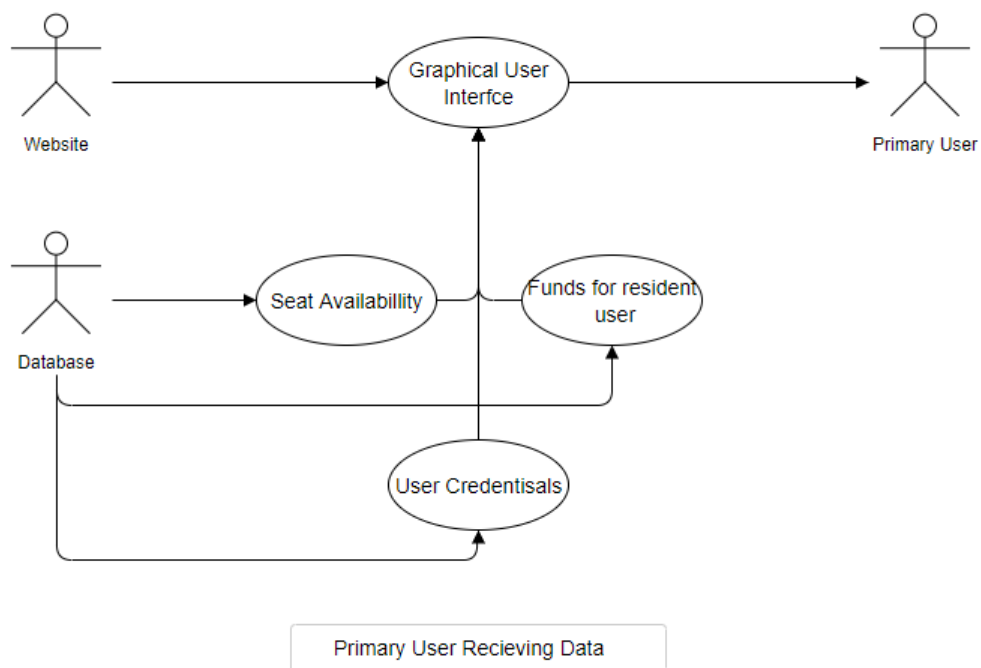 Graphical User
Interfce
Website
Primary User
Seat Availabillity
Funds for resident
user
Database
User Credentisals
Primary User Recieving Data